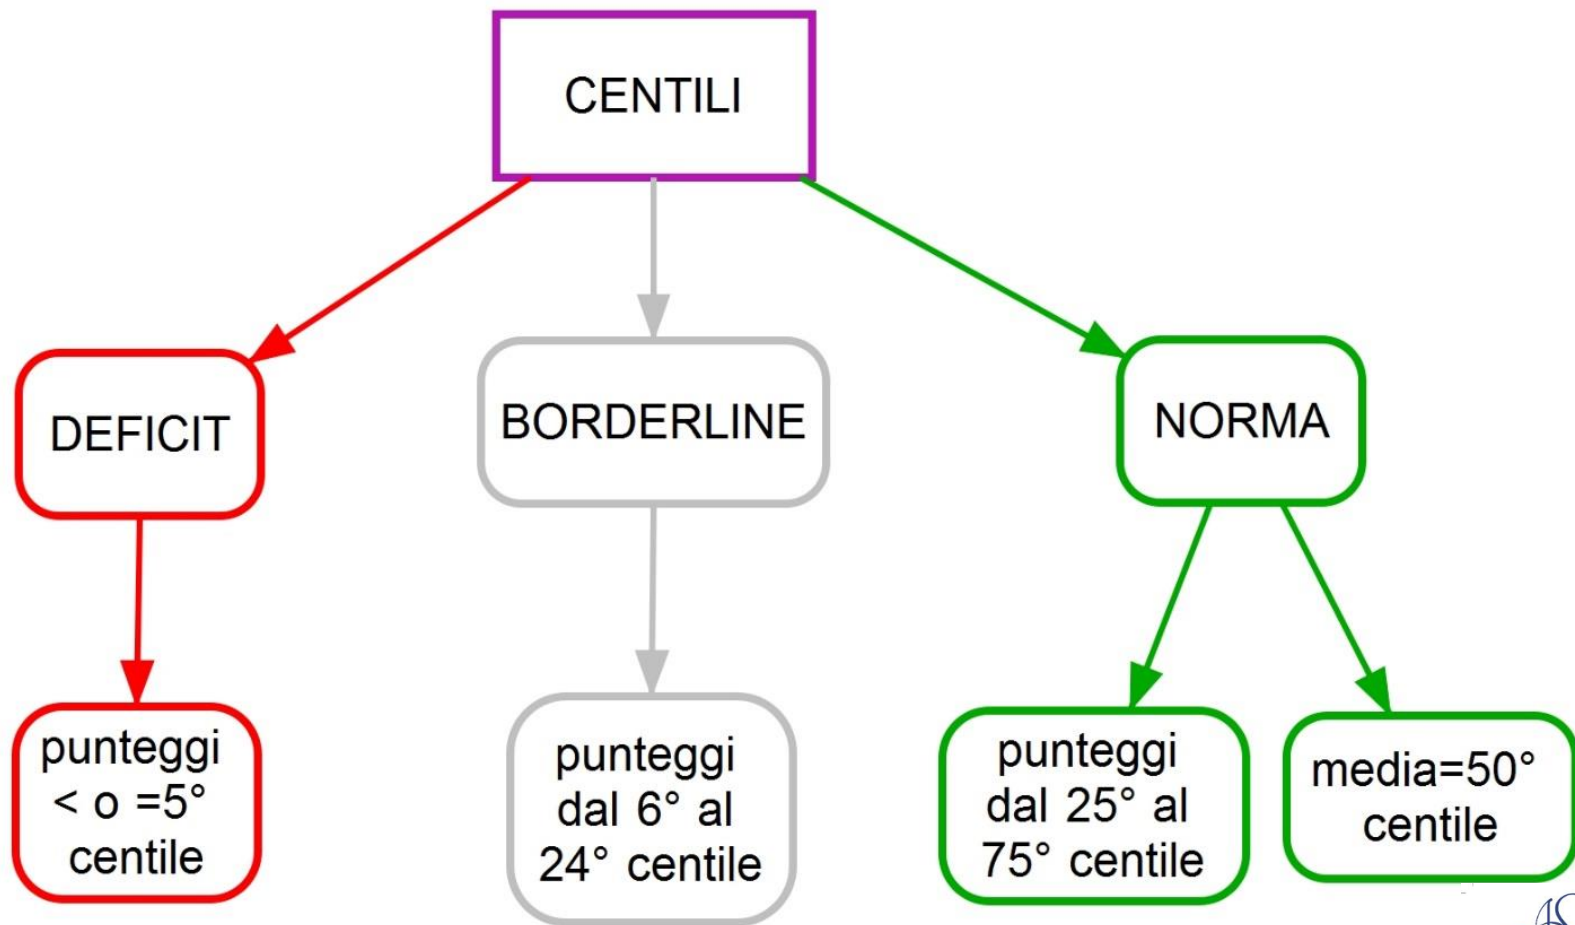 CENTILI
DEFICIT
BORDERLINE
NORMA
punteggi
< o =5°
centile
punteggi
dal 6° al
24° centile
punteggi
dal 25° al
75° centile
media=50°
centile